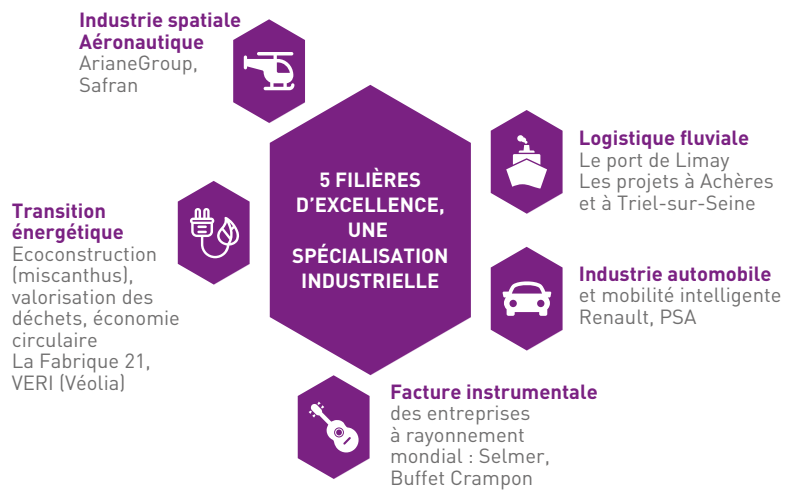 Industrie spatiale
Aéronautique
ArianeGroup,
Safran
5 FILIÈRES
D'EXCELLENCE,
UNE
SPÉCIALISATION
INDUSTRIELLE
Logistique fluviale
Le port de Limay
Les projets à Achères
et à Triel-sur-Seine
Transition
énergétique
Ecoconstruction
(miscanthus),
valorisation des
déchets, économie
circulaire
La Fabrique 21,
VERI (Véolia)
Industrie automobile
et mobilité intelligente
Renault, PSA
Facture instrumentale
des entreprises
à rayonnement
mondial : Selmer,
Buffet Crampon